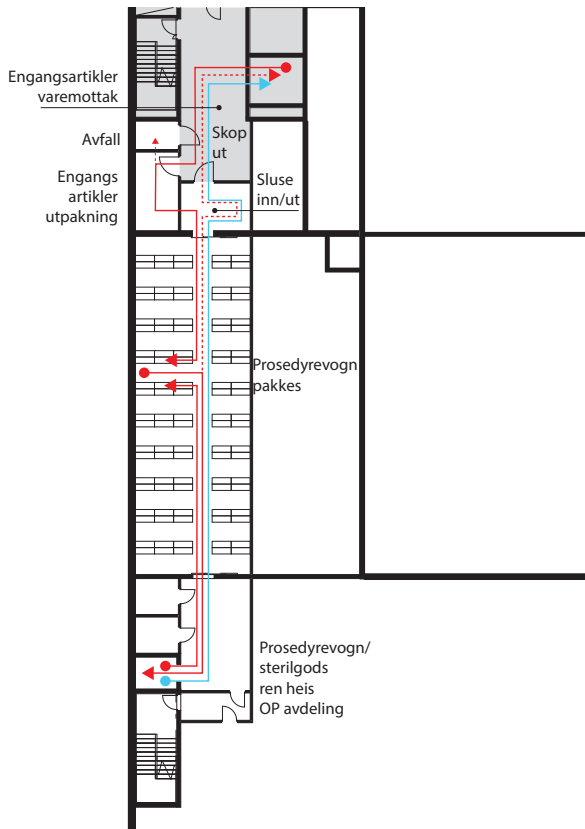 Engangsartikler
varemottak
Avfall
Skop
ut
Engangs
artikler
utpakning
Sluse
inn/ut
Prosedyrevogn
pakkes
Prosedyrevogn/
sterilgods
ren heis
OP avdeling